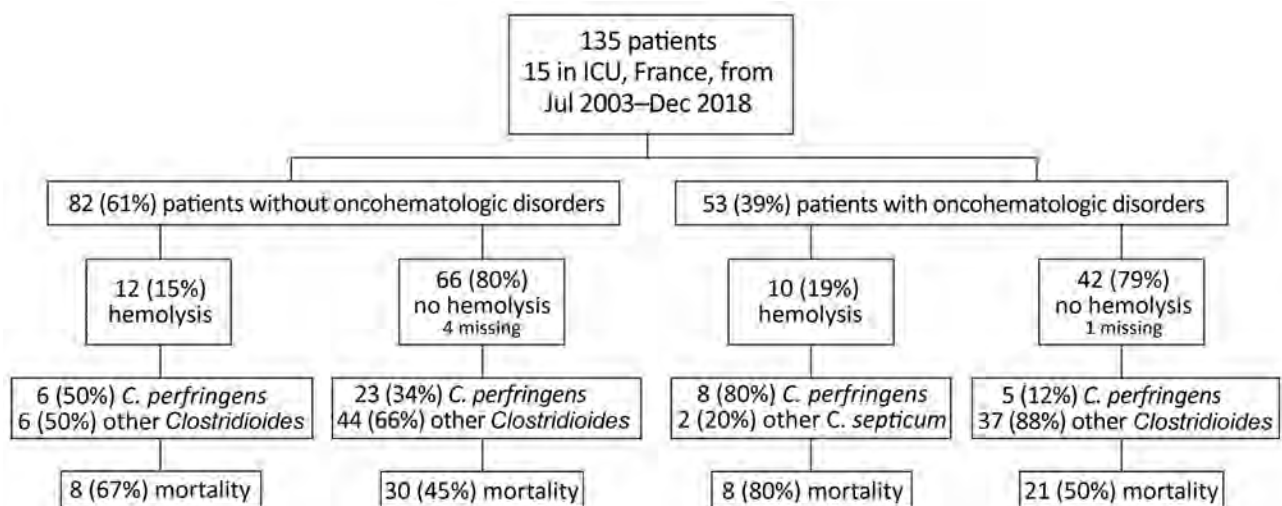 135 patients
15 in ICU, France, from
Jul 2003–Dec 2018
82 (61%) patients without oncohematologic disorders
53 (39%) patients with oncohematologic disorders
12 (15%)
hemolysis
66 (80%)
no hemolysis
4 missing
10 (19%)
hemolysis
42 (79%)
no hemolysis
1 missing
6 (50%) C. perfringens
6 (50%) other Clostridioides
23 (34%) C. perfringens
44 (66%) other Clostridioides
8 (80%) C. perfringens
2 (20%) other C. septicum
5 (12%) C. perfringens
37 (88%) other Clostridioides
8 (67%) mortality
30 (45%) mortality
8 (80%) mortality
21 (50%) mortality